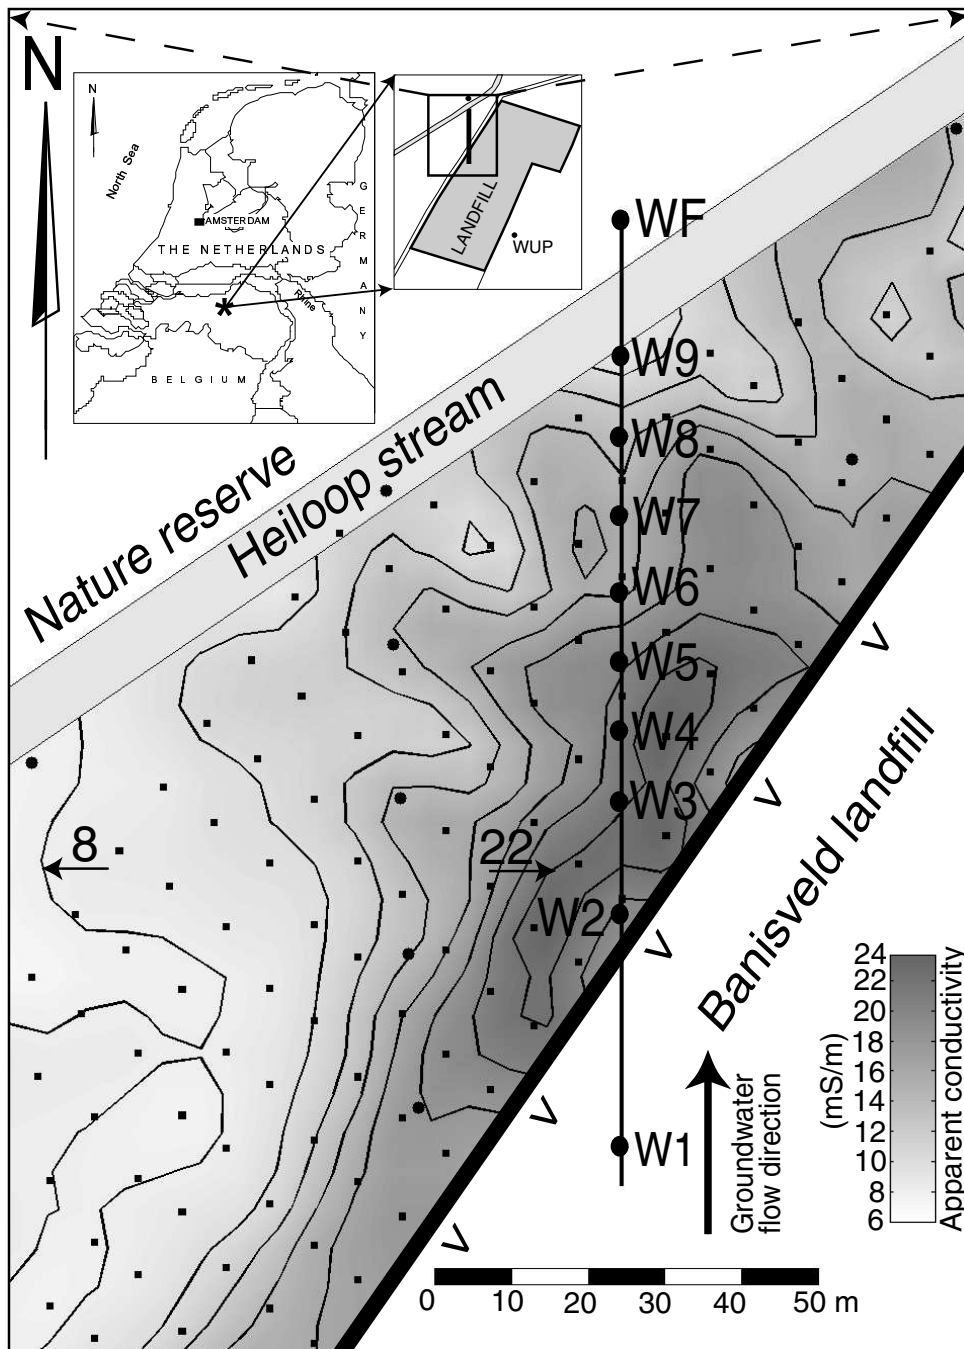 N
N
North Sea
AMSTERDAM
THE NETHERLANDS
GERMANY
Rhine
BELGIUM
LANDFILL
WUP
WF
W9
W8
W7
W6
W5
W4
W3
W2
W1
Nature reserve
Heiloop stream
8
22
Banisveld landfill
V
V
V
V
V
Groundwater
flow direction
24
22
20
18
16
14
12
10
8
6
(mS/m)
Apparent conductivity
0 10 20 30 40 50 m